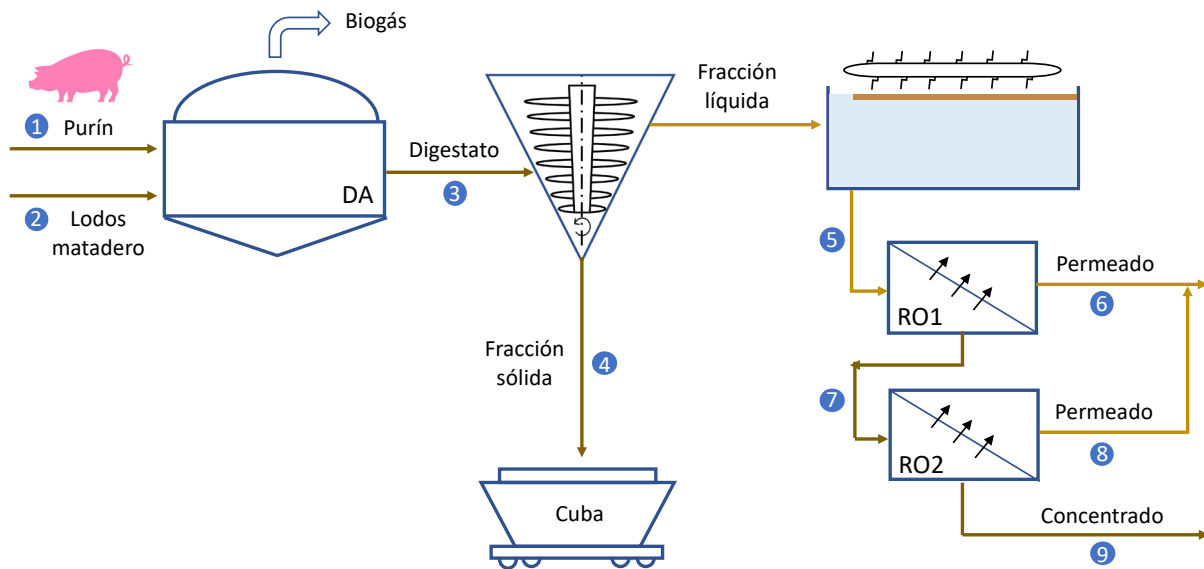 Biogás
1
Purín
2
Lodos
matadero
DA
Digestato
3
Fracción
líquida
Fracción
sólida
4
Cuba
5
RO1
Permeado
6
7
RO2
Permeado
8
Concentrado
9